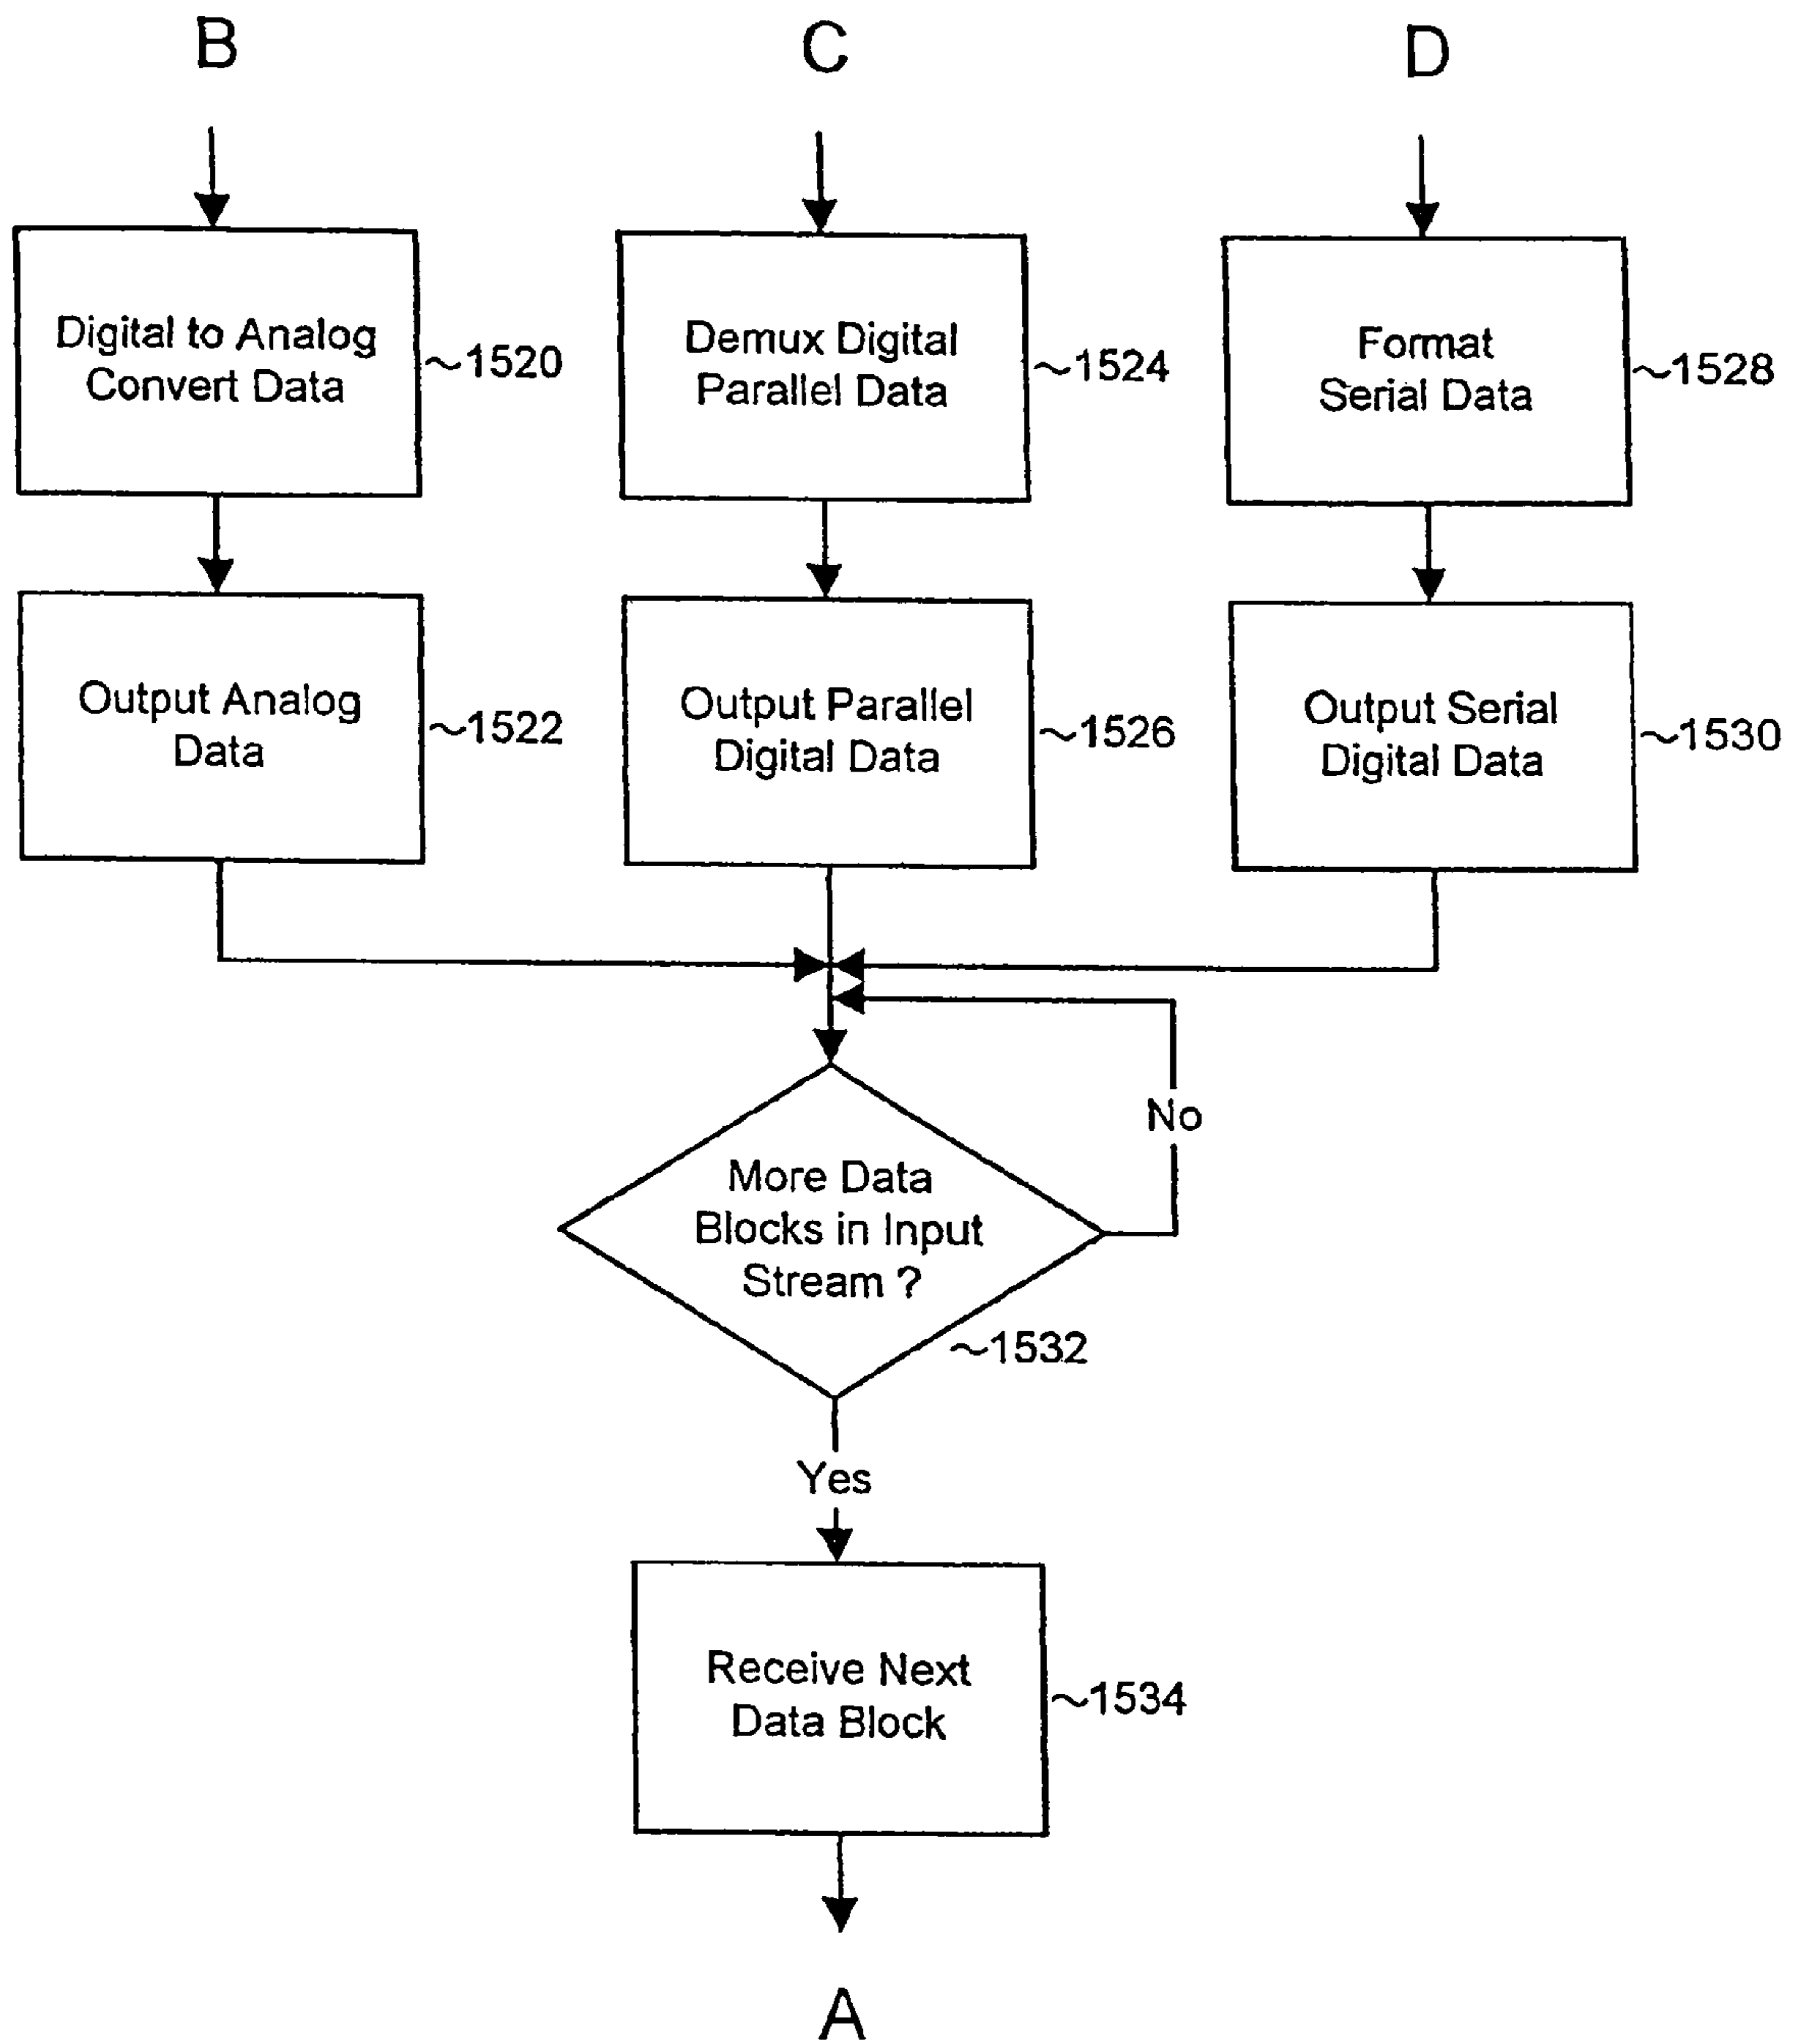 B
C
D
Digital to Analog
Convert Data
~1520
Demux Digital
Parallel Data
~1524
Format
Serial Data
~1528
Output Analog
Data
~1522
Output Parallel
Digital Data
~1526
Output Serial
Digital Data
~1530
No
More Data
Blocks in Input
Stream ?
~1532
Yes
Receive Next
Data Block
~1534
A